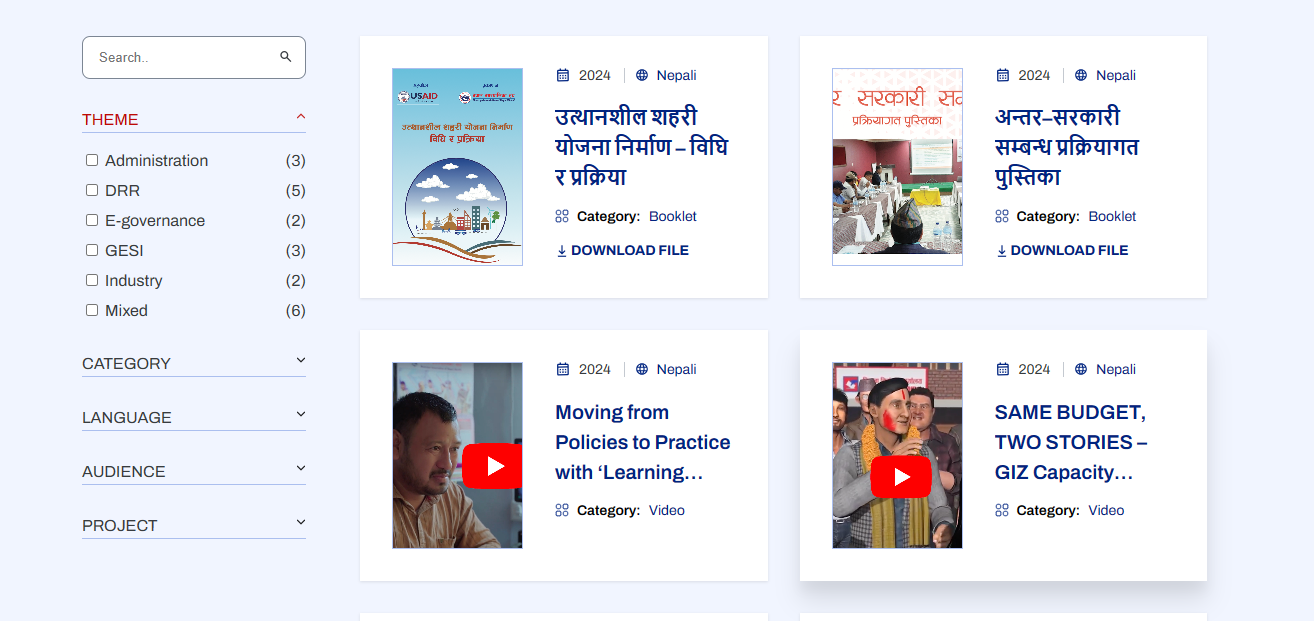 Search..
THEME
Administration (3)
DRR (5)
E-governance (2)
GESI (3)
Industry (2)
Mixed (6)
CATEGORY
LANGUAGE
AUDIENCE
PROJECT
USAID
उत्थानशील शहरी योजना निर्माण
विधि र प्रक्रिया
2024 Nepali
उत्थानशील शहरी
योजना निर्माण – विधि
र प्रक्रिया
Category: Booklet
DOWNLOAD FILE
र सरकारी
प्रक्रियागत पुस्तिका
2024 Nepali
अन्तर–सरकारी
सम्बन्ध प्रक्रियागत
पुस्तिका
Category: Booklet
DOWNLOAD FILE
2024 Nepali
Moving from
Policies to Practice
with ‘Learning...
Category: Video
2024 Nepali
SAME BUDGET,
TWO STORIES –
GIZ Capacity...
Category: Video